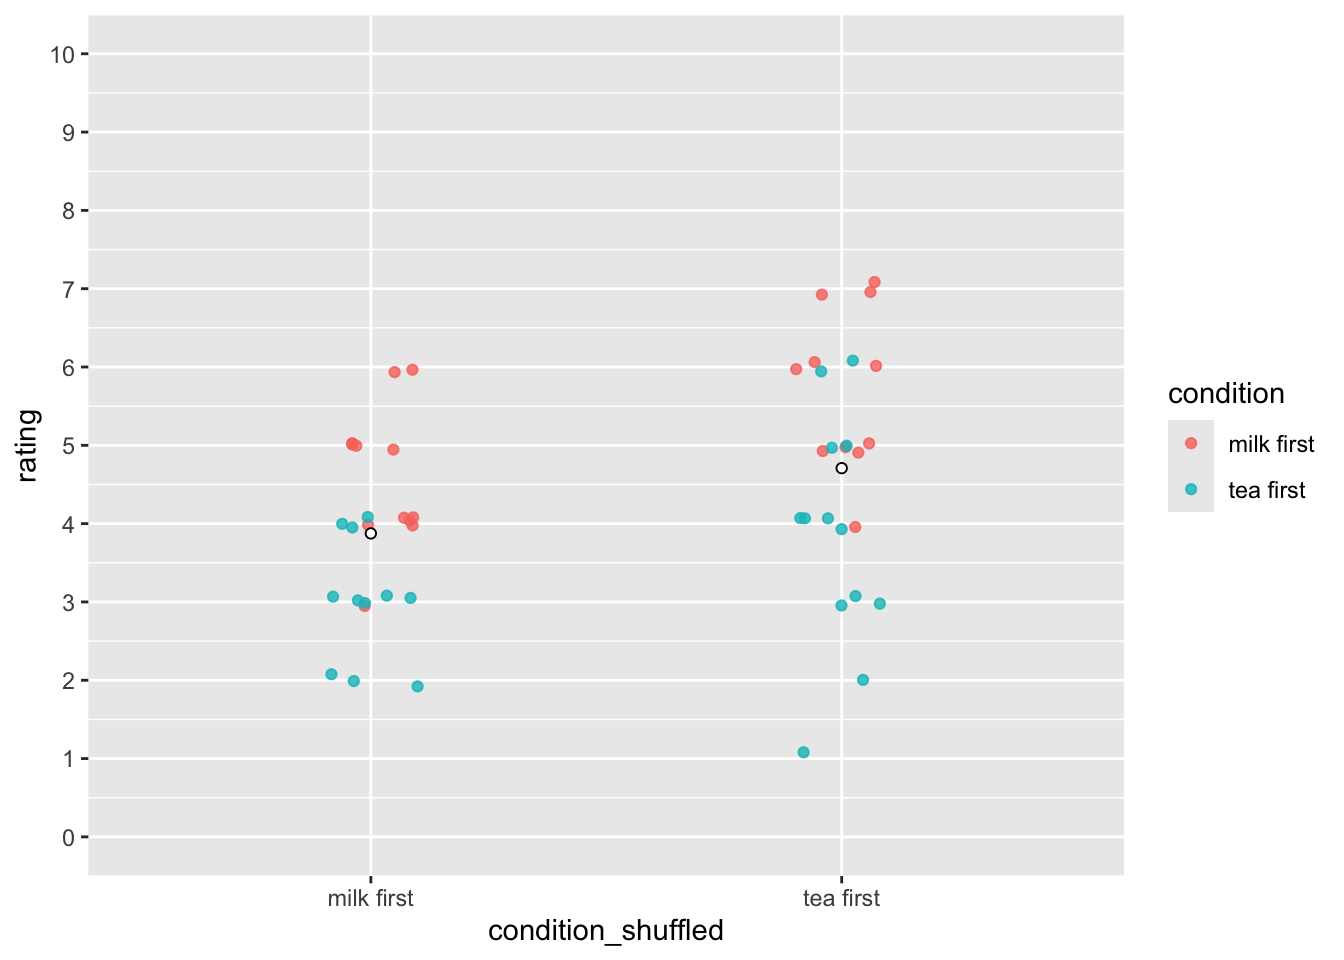 10
9
8
7
6
5
4
3
2
1
0
rating
milk first
tea first
condition_shuffled
condition
milk first
tea first